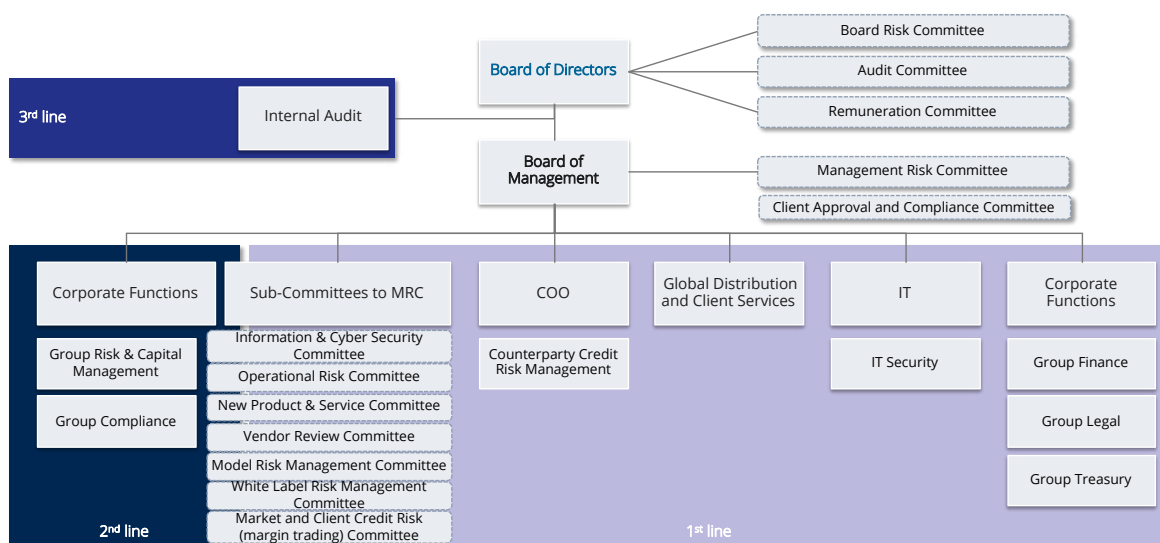 Board Risk Committee
Board of Directors
Audit Committee
Remuneration Committee
3rd line
Internal Audit
Board of
Management
Management Risk Committee
Client Approval and Compliance Committee
Corporate Functions
Sub-Committees to MRC
COO
Global Distribution
and Client Services
IT
Corporate
Functions
Group Risk & Capital
Management
Group Compliance
Information & Cyber Security
Committee
Operational Risk Committee
New Product & Service Committee
Vendor Review Committee
Model Risk Management Committee
White Label Risk Management
Committee
Market and Client Credit Risk
(margin trading) Committee
Counterparty Credit
Risk Management
IT Security
Group Finance
Group Legal
Group Treasury
2nd line
1st line